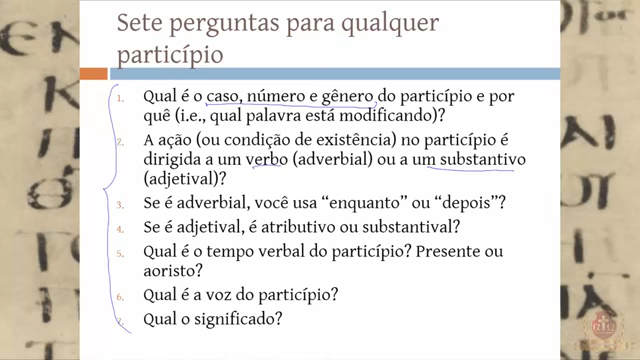 Sete perguntas para qualquer
particípio
1. Qual é o caso, número e gênero do particípio e por
quê (i.e., qual palavra está modificando)?
2. A ação (ou condição de existência) no particípio é
dirigida a um verbo (adverbial) ou a um substantivo
(adjetival)?
3. Se é adverbial, você usa “enquanto” ou “depois”?
4. Se é adjetival, é atributivo ou substantival?
5. Qual é o tempo verbal do particípio? Presente ou
aoristo?
6. Qual é a voz do particípio?
7. Qual o significado?